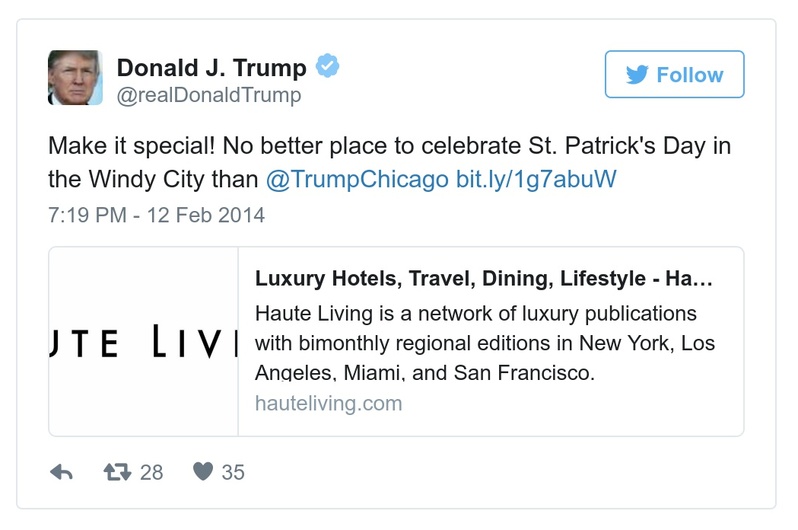 Donald J. Trump
@realDonaldTrump
Follow
Make it special! No better place to celebrate St. Patrick's Day in
the Windy City than @TrumpChicago bit.ly/1g7abuW
7:19 PM - 12 Feb 2014
UTE LIVI
Luxury Hotels, Travel, Dining, Lifestyle - Ha...
Haute Living is a network of luxury publications
with bimonthly regional editions in New York, Los
Angeles, Miami, and San Francisco.
hauteliving.com
28
35